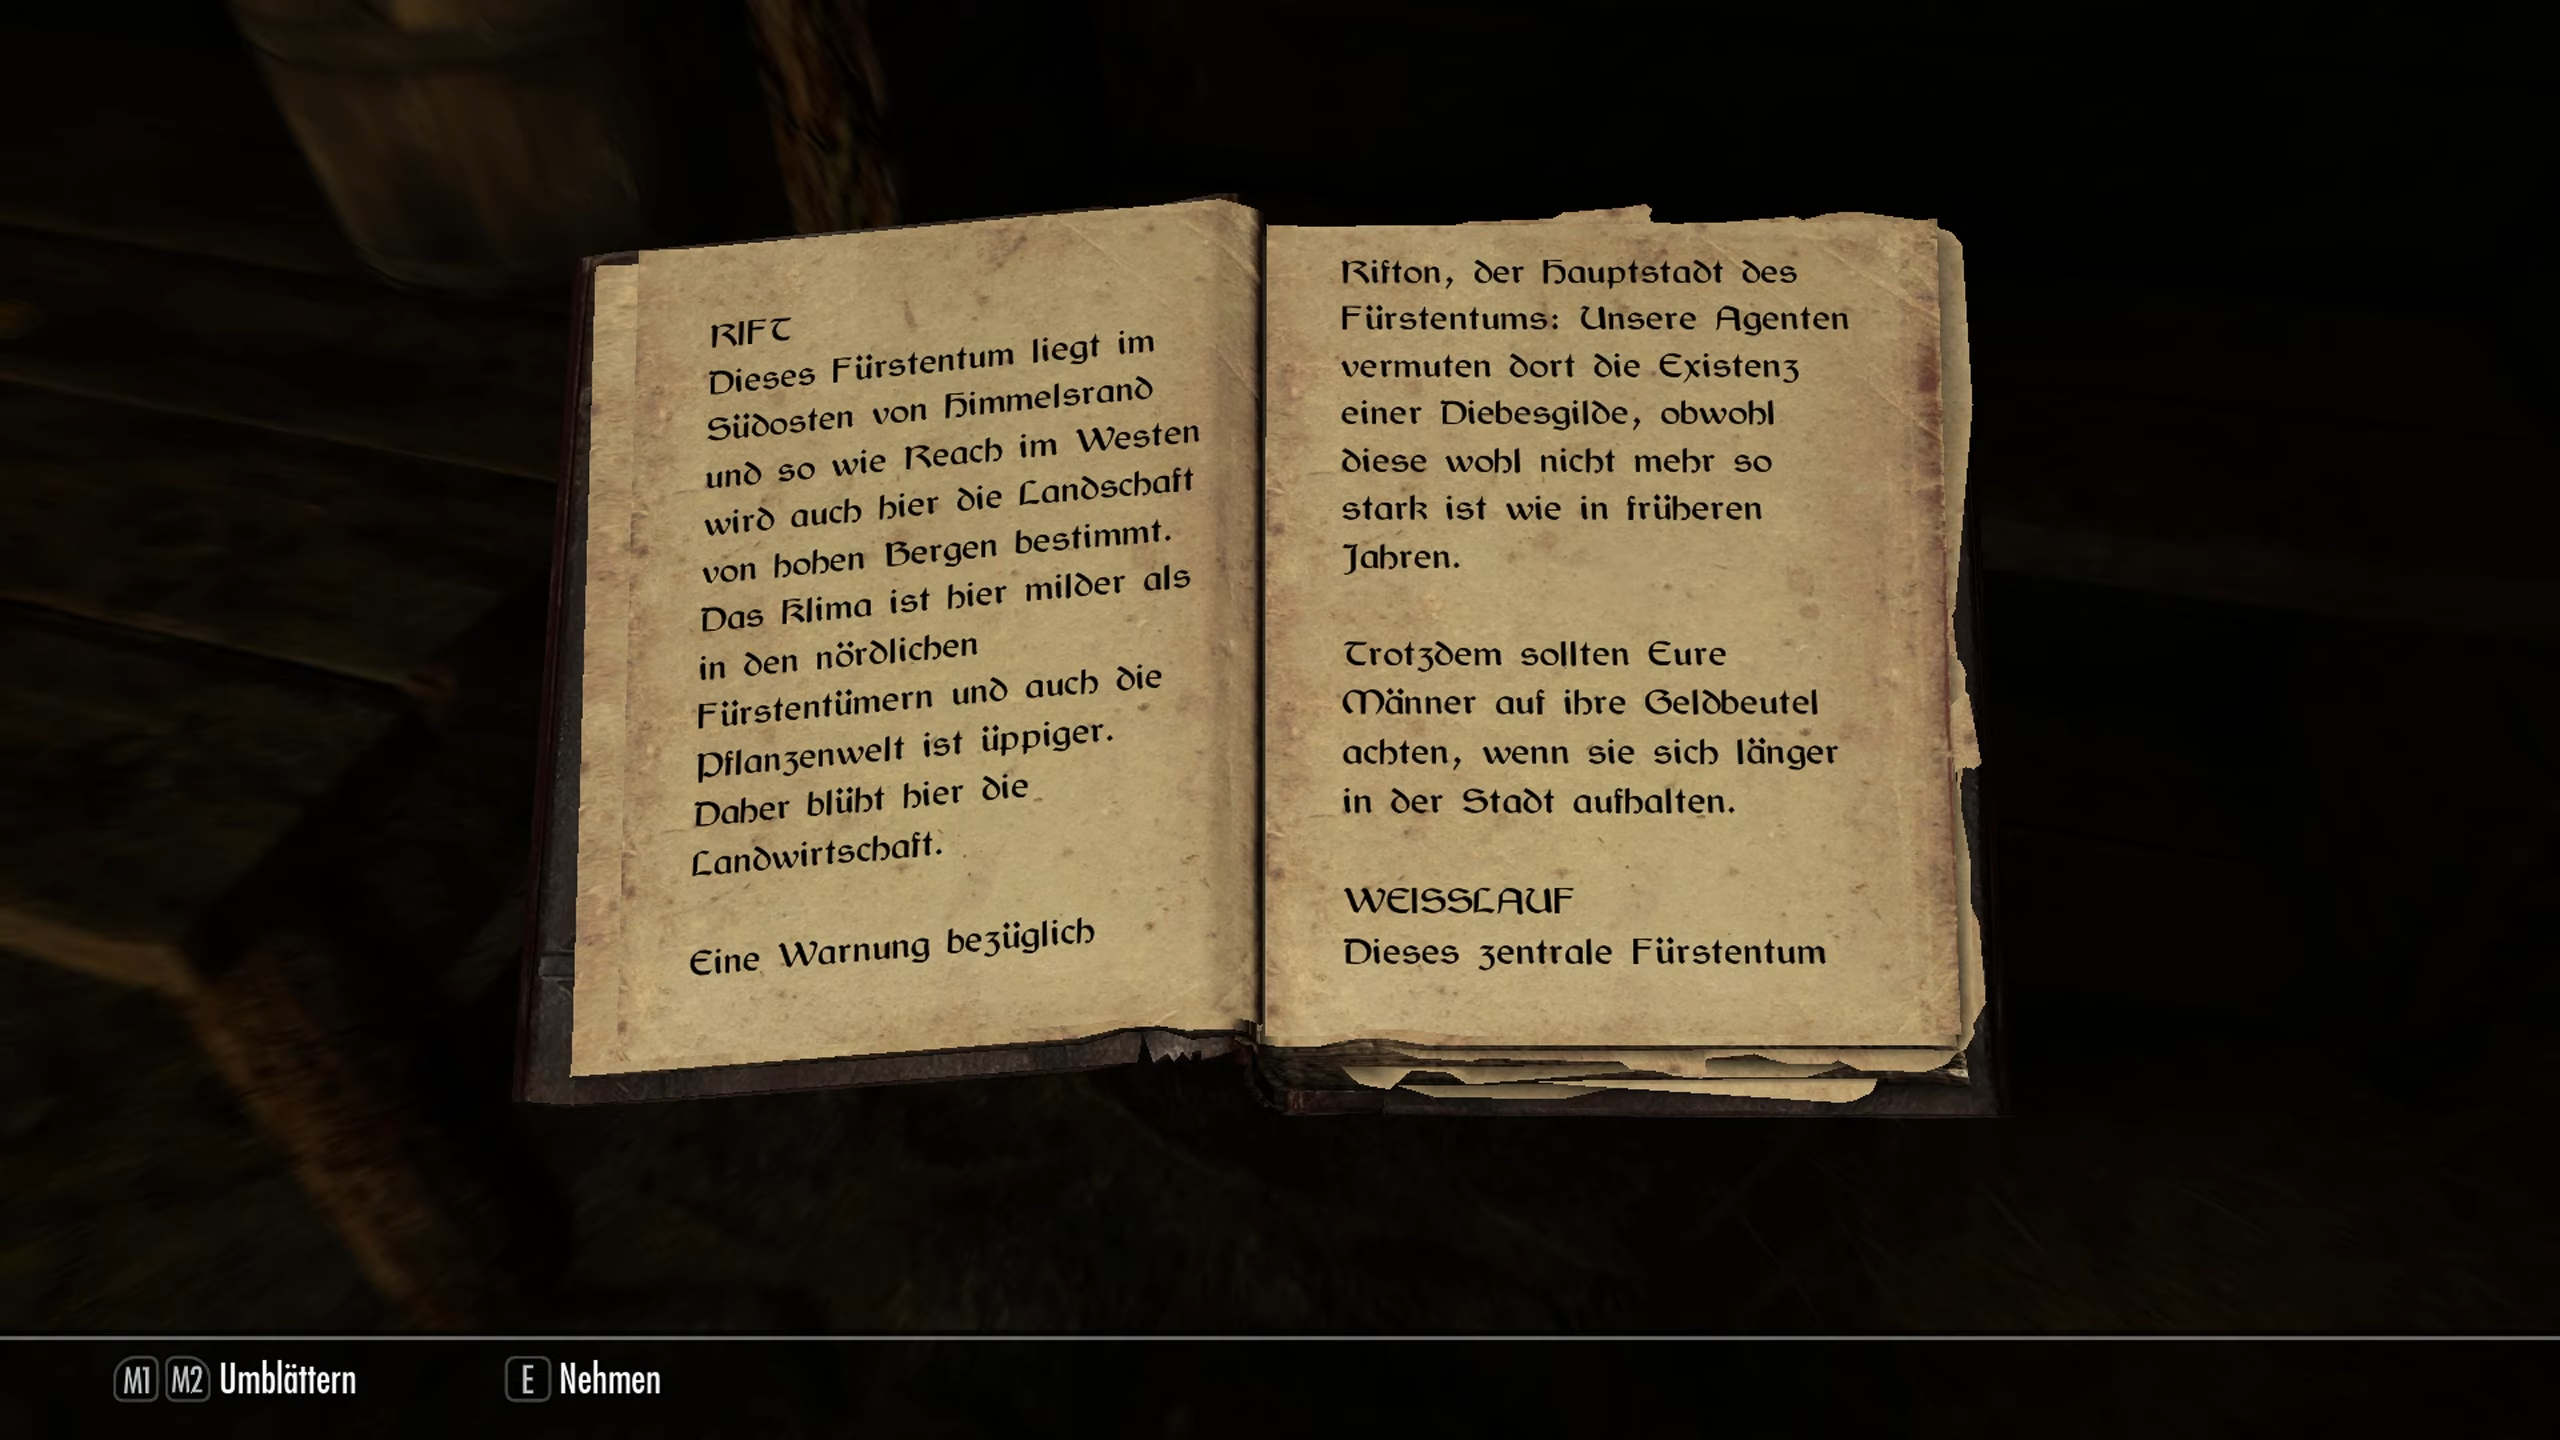 RIFT
Dieses Fürstentum liegt im
Südosten von Himmelsrand
und so wie Reach im Westen
wird auch hier die Landschaft
von hohen Bergen bestimmt.
Das Klima ist hier milder als
in den nördlichen
Fürstentümern und auch die
Pflanzenwelt ist üppiger.
Daher blüht hier die
Landwirtschaft.
Eine Warnung bezüglich
Rifton, der Hauptstadt des
Fürstentums: Unsere Agenten
vermuten dort die Existenz
einer Diebesgilde, obwohl
diese wohl nicht mehr so
stark ist wie in früheren
Jahren.
Trotzdem sollten Eure
Männer auf ihre Geldbeutel
achten, wenn sie sich länger
in der Stadt aufhalten.
WEISSLAUF
Dieses zentrale Fürstentum
M1 M2 Umblättern
E Nehmen